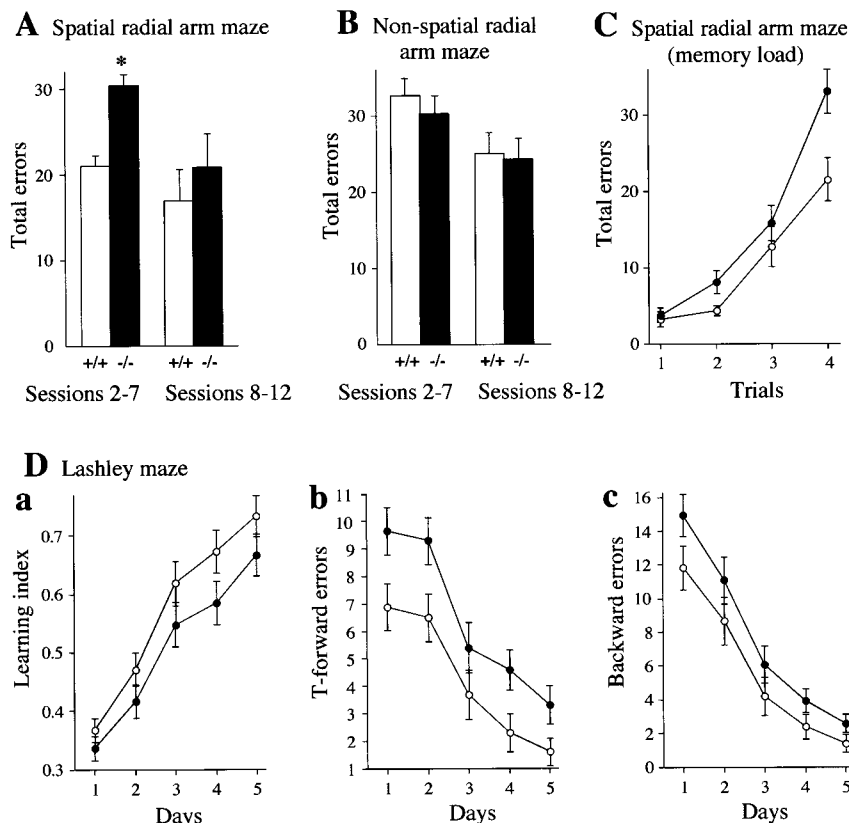 A Spatial radial arm maze
*
Total errors
30
20
10
0
+/+ -/- +/+ -/-
Sessions 2-7 Sessions 8-12
B Non-spatial radial
arm maze
Total errors
30
20
10
0
+/+ -/- +/+ -/-
Sessions 2-7 Sessions 8-12
C Spatial radial arm maze
(memory load)
Total errors
30
20
10
0
1 2 3 4
Trials
D Lashley maze
a
Learning index
0.7
0.6
0.5
0.4
0.3
1 2 3 4 5
Days
b
T-forward errors
11
10
9
8
7
6
5
4
3
2
1
1 2 3 4 5
Days
c
Backward errors
16
14
12
10
8
6
4
2
0
1 2 3 4 5
Days